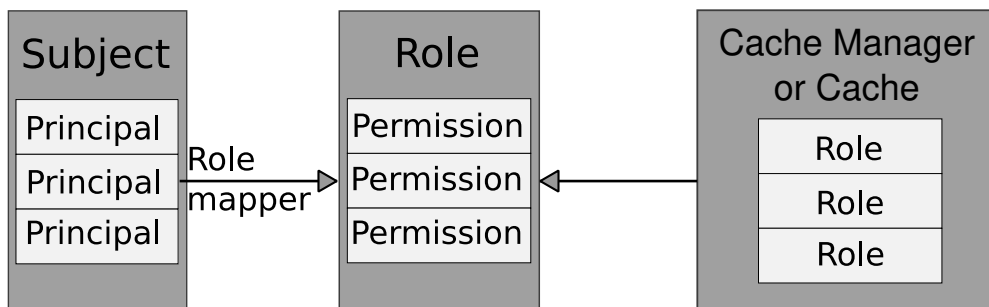 Subject
Principal
Principal
Principal
Role
mapper
Role
Permission
Permission
Permission
Cache Manager
or Cache
Role
Role
Role